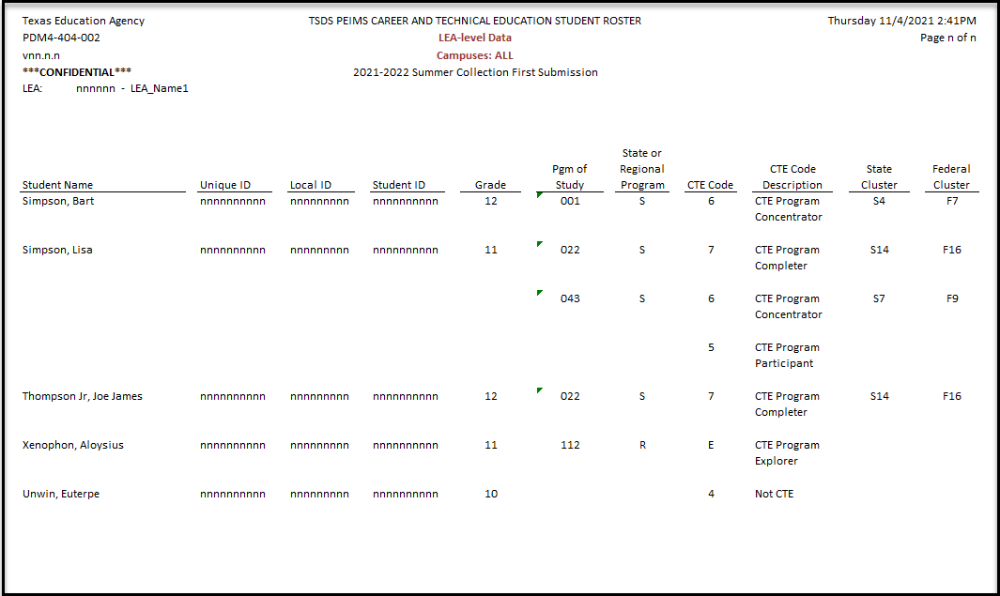 Texas Education Agency TSDS PEIMS CAREER AND TECHNICAL EDUCATION STUDENT ROSTER Thursday 11/4/2021 2:41PM
PDM4-404-002 LEA-level Data Page n of n
vnn.n.n Campuses: ALL
***CONFIDENTIAL*** 2021-2022 Summer Collection First Submission
LEA: nnnnnn - LEA_Name1
State or
Pgm of Regional CTE Code State Federal
Student Name Unique ID Local ID Student ID Grade Study Program CTE Code Description Cluster Cluster
Simpson, Bart nnnnnnnnnn nnnnnnnnn nnnnnnnnnn 12 001 S 6 CTE Program S4 F7
Concentrator
Simpson, Lisa nnnnnnnnnn nnnnnnnnn nnnnnnnnnn 11 022 S 7 CTE Program S14 F16
Completer
043 S 6 CTE Program S7 F9
Concentrator
5 CTE Program
Participant
Thompson Jr, Joe James nnnnnnnnnn nnnnnnnnn nnnnnnnnnn 12 022 S 7 CTE Program S14 F16
Completer
Xenophon, Aloysius nnnnnnnnnn nnnnnnnnn nnnnnnnnnn 11 112 R E CTE Program
Explorer
Unwin, Euterpe nnnnnnnnnn nnnnnnnnn nnnnnnnnnn 10 4 Not CTE